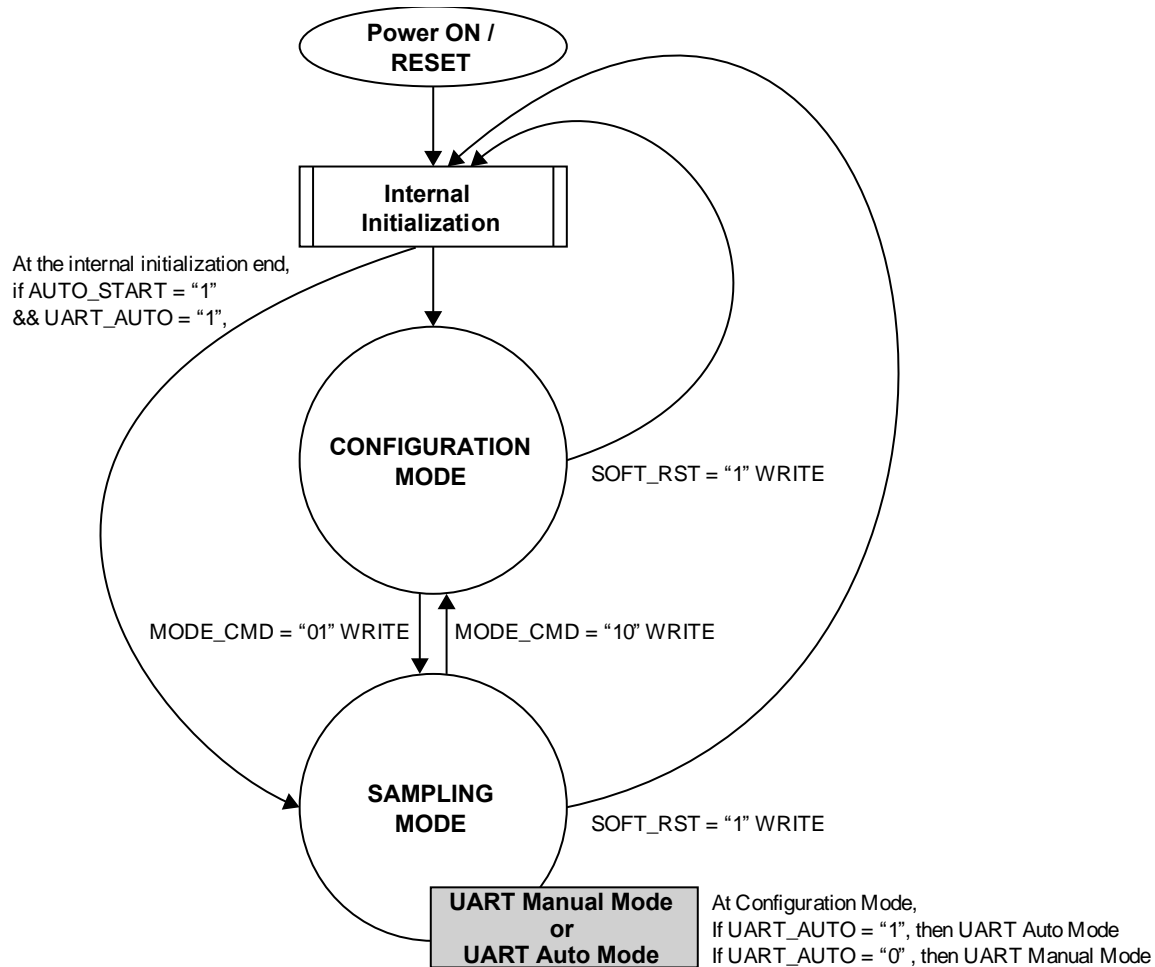 Power ON /
RESET
Internal
Initialization
At the internal initialization end,
if AUTO_START = “1”
&& UART_AUTO = “1”,
CONFIGURATION
MODE
SOFT_RST = “1” WRITE
MODE_CMD = “01” WRITE
MODE_CMD = “10” WRITE
SAMPLING
MODE
SOFT_RST = “1” WRITE
UART Manual Mode
or
UART Auto Mode
At Configuration Mode,
If UART_AUTO = “1”, then UART Auto Mode
If UART_AUTO = “0” , then UART Manual Mode